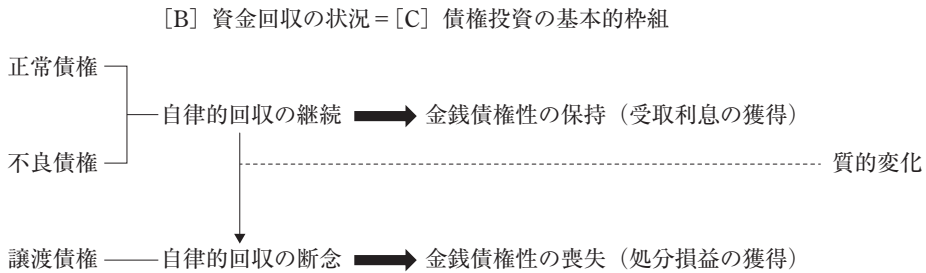 ［B］資金回収の状況＝［C］債権投資の基本的枠組
正常債権
自律的回収の継続 金銭債権性の保持（受取利息の獲得）
不良債権
質的変化
譲渡債権 自律的回収の断念 金銭債権性の喪失（処分損益の獲得）